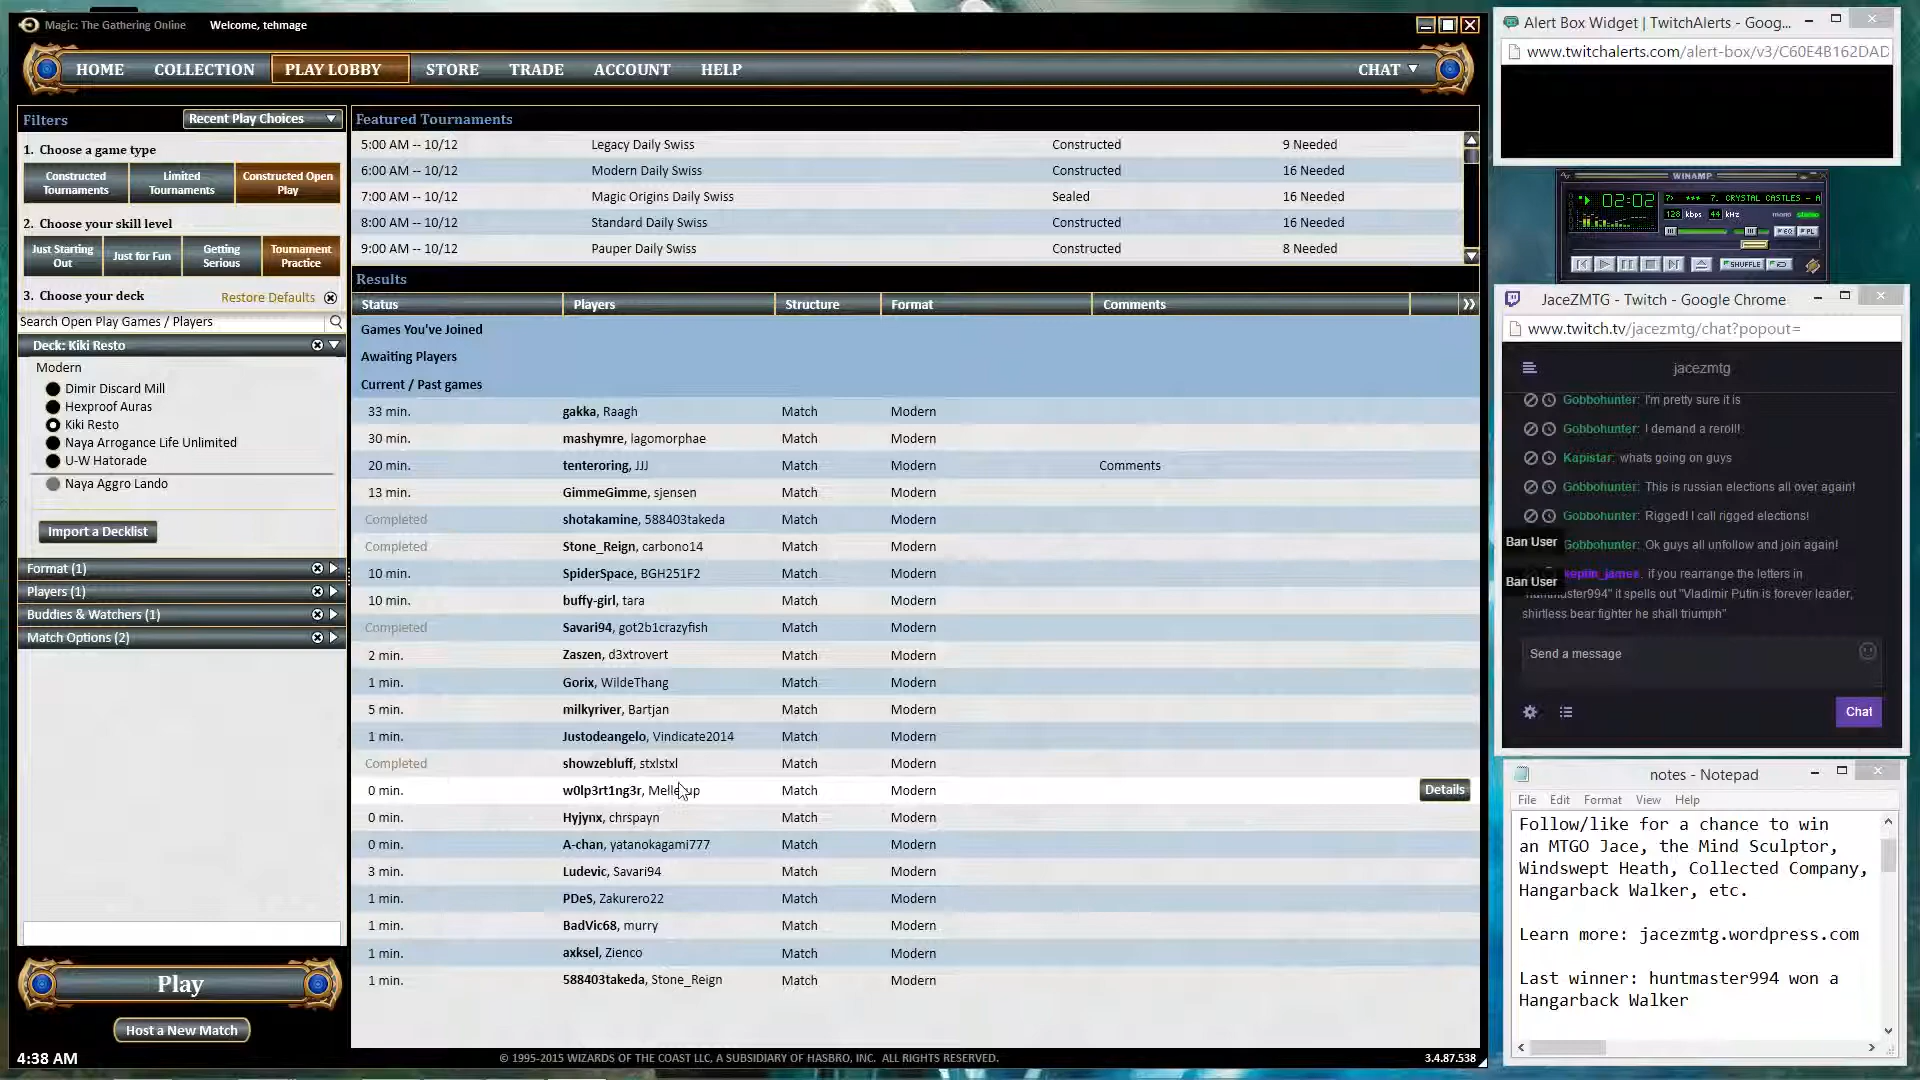 Magic: The Gathering Online
Welcome, tehmage
HOME COLLECTION PLAY LOBBY STORE TRADE ACCOUNT HELP CHAT
Filters
Recent Play Choices
1. Choose a game type
Constructed Tournaments
Limited Tournaments
Constructed Open Play
2. Choose your skill level
Just Starting Out
Just for Fun
Getting Serious
Tournament Practice
3. Choose your deck
Restore Defaults
Search Open Play Games / Players
Deck: Kiki Resto
Modern
Dimir Discard Mill
Hexproof Auras
Kiki Resto
Naya Arrogance Life Unlimited
U-W Hatorade
Naya Aggro Lando
Import a Decklist
Format (1)
Players (1)
Buddies & Watchers (1)
Match Options (2)
Play
Host a New Match
4:38 AM
Featured Tournaments
5:00 AM -- 10/12 Legacy Daily Swiss Constructed 9 Needed
6:00 AM -- 10/12 Modern Daily Swiss Constructed 16 Needed
7:00 AM -- 10/12 Magic Origins Daily Swiss Sealed 16 Needed
8:00 AM -- 10/12 Standard Daily Swiss Constructed 16 Needed
9:00 AM -- 10/12 Pauper Daily Swiss Constructed 8 Needed
Results
Status Players Structure Format Comments
Games You've Joined
Awaiting Players
Current / Past games
33 min. gakka, Raagh Match Modern
30 min. mashymre, lagomorphae Match Modern
20 min. tenteroring, JJJ Match Modern Comments
13 min. GimmeGimme, sjensen Match Modern
Completed shotakamine, 588403takeda Match Modern
Completed Stone_Reign, carbono14 Match Modern
10 min. SpiderSpace, BGH251F2 Match Modern
10 min. buffy-girl, tara Match Modern
Completed Savari94, got2b1crazyfish Match Modern
2 min. Zaszen, d3xtrovert Match Modern
1 min. Gorix, WildeThang Match Modern
5 min. milkyriver, Bartjan Match Modern
1 min. Justodeangelo, Vindicate2014 Match Modern
Completed showzebluff, stxlstxl Match Modern
0 min. w0lp3rt1ng3r, Match Modern Details
0 min. Hyjynx, chrspayn Match Modern
0 min. A-chan, yatanokagami777 Match Modern
3 min. Ludevic, Savari94 Match Modern
1 min. PDeS, Zakurero22 Match Modern
1 min. BadVic68, murry Match Modern
1 min. axksel, Zienco Match Modern
1 min. 588403takeda, Stone_Reign Match Modern
© 1995-2015 WIZARDS OF THE COAST LLC, A SUBSIDIARY OF HASBRO, INC. ALL RIGHTS RESERVED.
3.4.87.538
Alert Box Widget | TwitchAlerts - Goog...
www.twitchalerts.com/alert-box/v3/C60E4B162DAD
WINAMP
02:02
7. CRYSTAL CASTLES - A
128 kbps 44 kHz mono stereo
EQ PL
SHUFFLE
JaceZMTG - Twitch - Google Chrome
www.twitch.tv/jacezmtg/chat?popout=
jacezmtg
Gobbohunter: I'm pretty sure it is
Gobbohunter: I demand a reroll!
Kapistar: whats going on guys
Gobbohunter: This is russian elections all over again!
Gobbohunter: Rigged! I call rigged elections!
Ban User
Gobbohunter: Ok guys all unfollow and join again!
Ban User
if you rearrange the letters in
"huntmaster994" it spells out "Vladimir Putin is forever leader,
shirtless bear fighter he shall triumph"
Send a message
Chat
notes - Notepad
File Edit Format View Help
Follow/like for a chance to win
an MTGO Jace, the Mind Sculptor,
Windswept Heath, Collected Company,
Hangarback Walker, etc.
Learn more: jacezmtg.wordpress.com
Last winner: huntmaster994 won a
Hangarback Walker